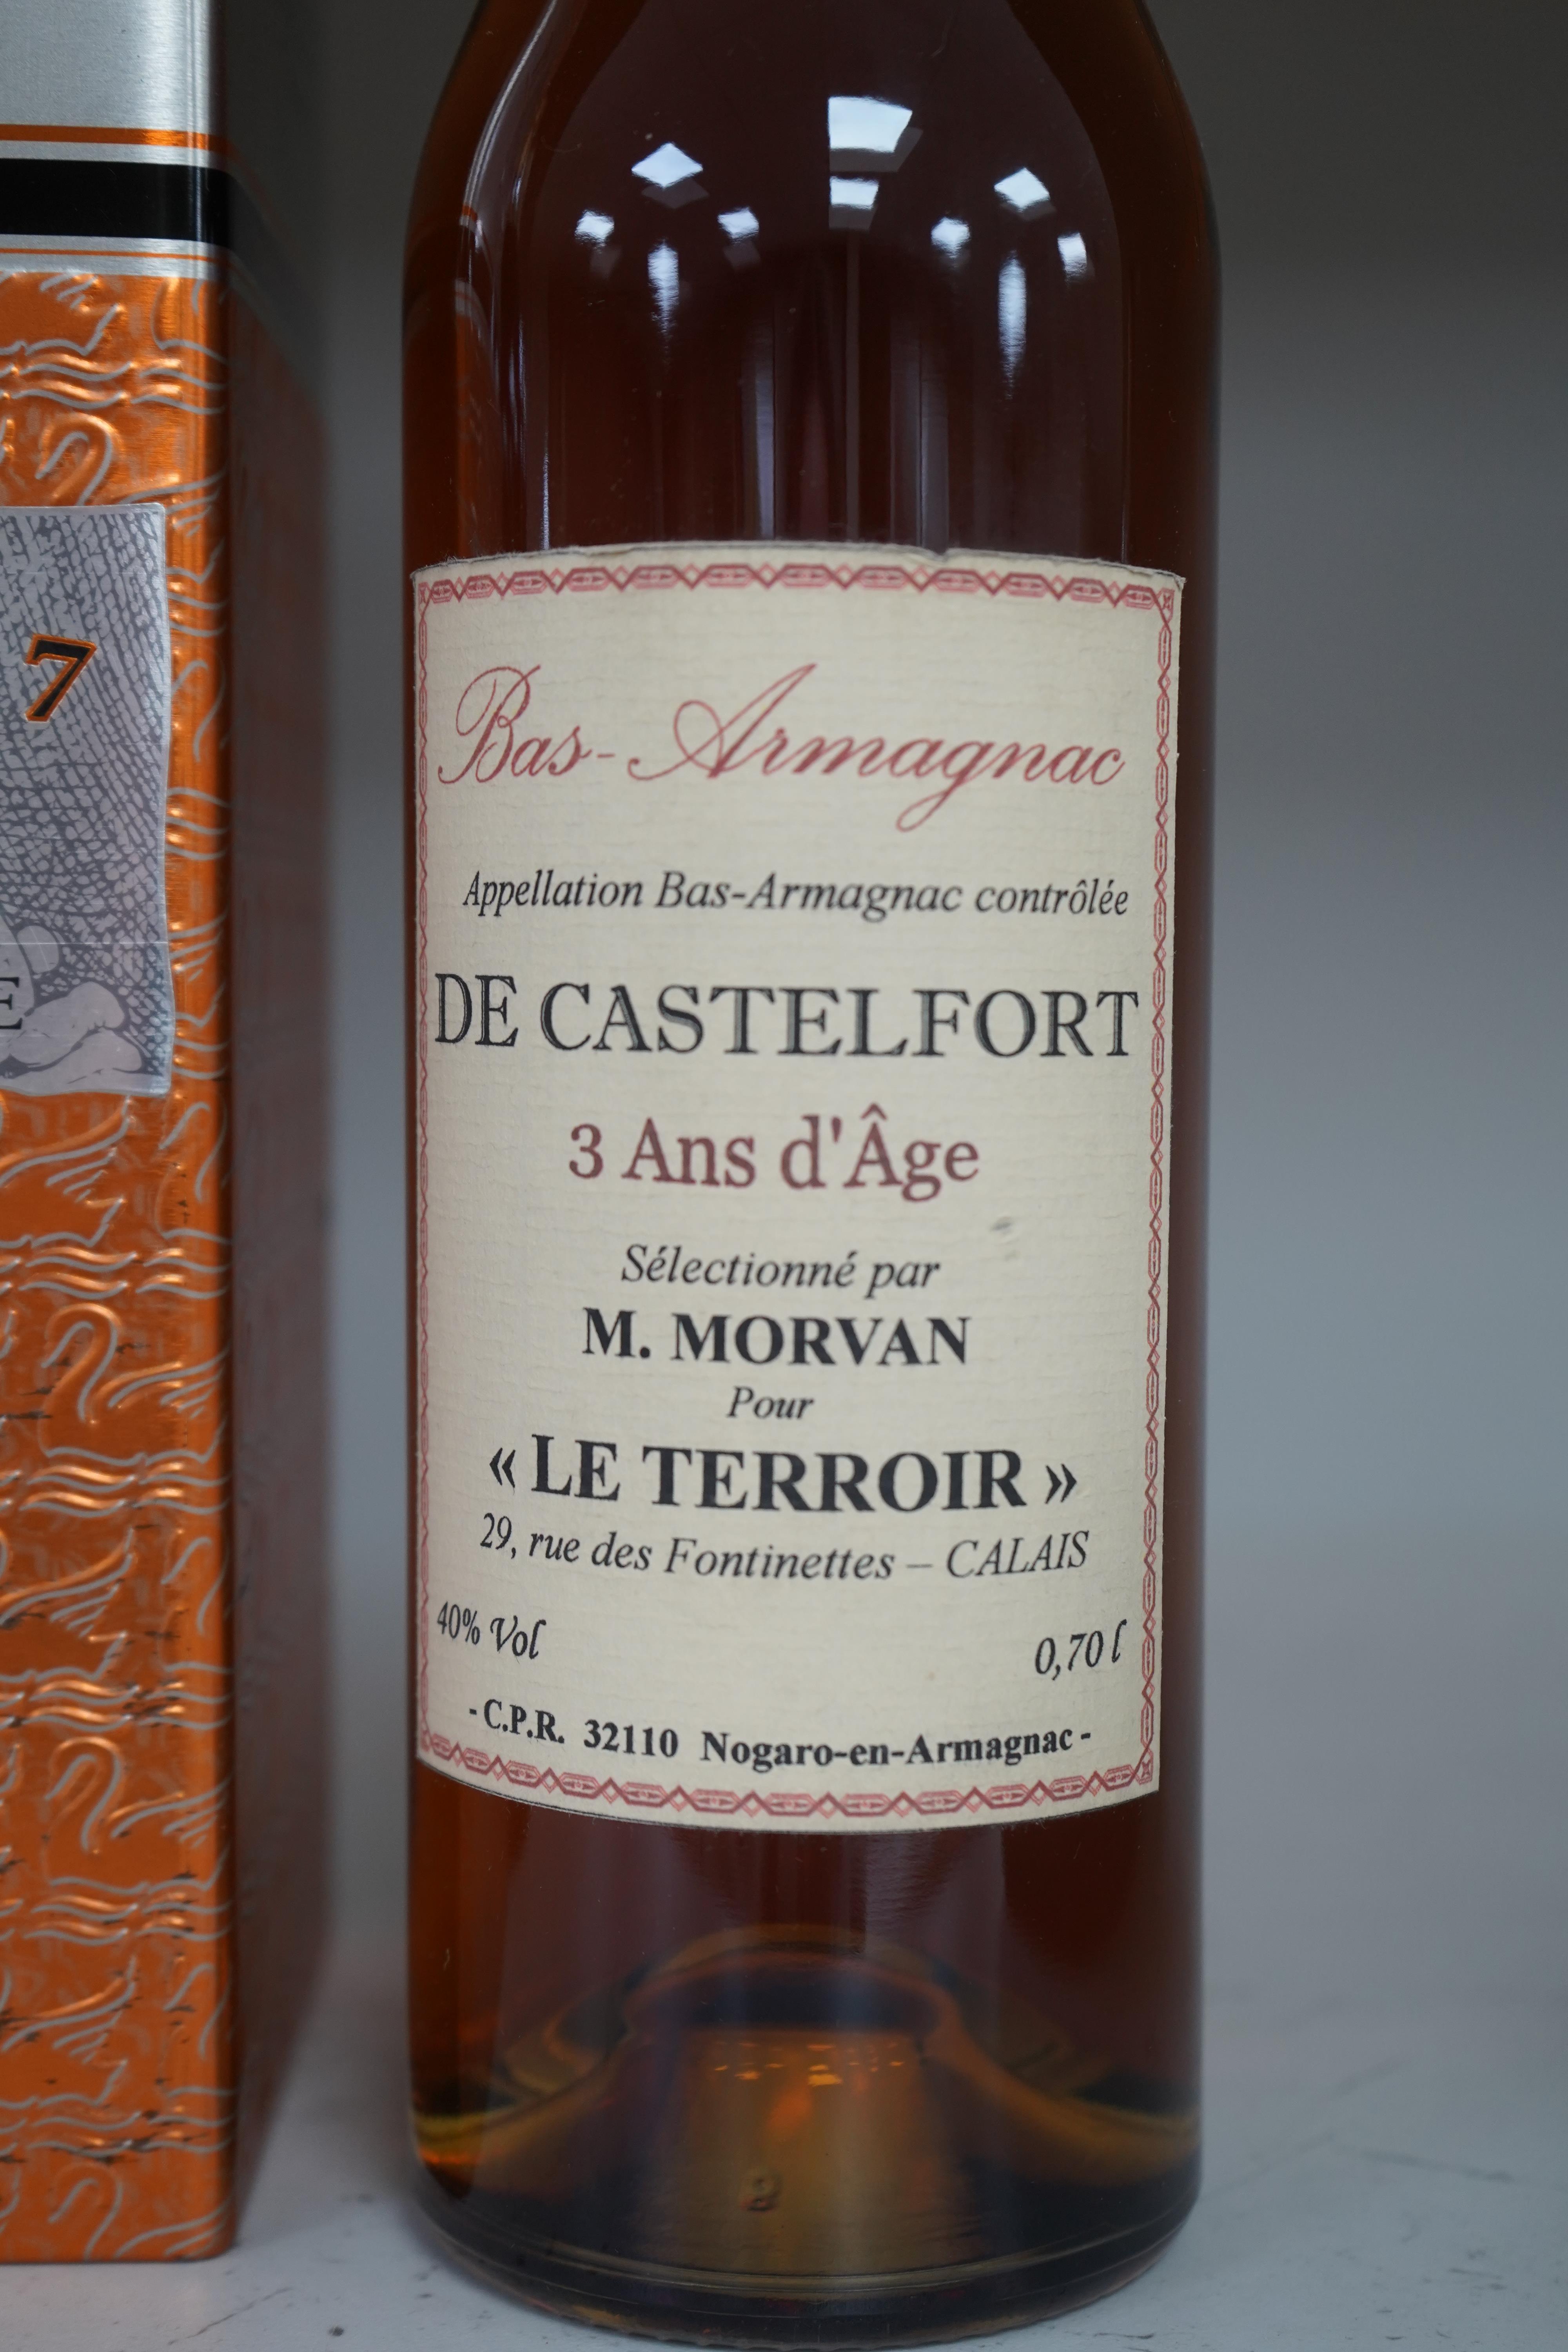 7
E
Bas-Armagnac
Appellation Bas-Armagnac contrôlée
DE CASTELFORT
3 Ans d'Âge
Sélectionné par
M. MORVAN
Pour
« LE TERROIR »
29, rue des Fontinettes – CALAIS
40% Vol
0,70 l
- C.P.R. 32110 Nogaro-en-Armagnac -